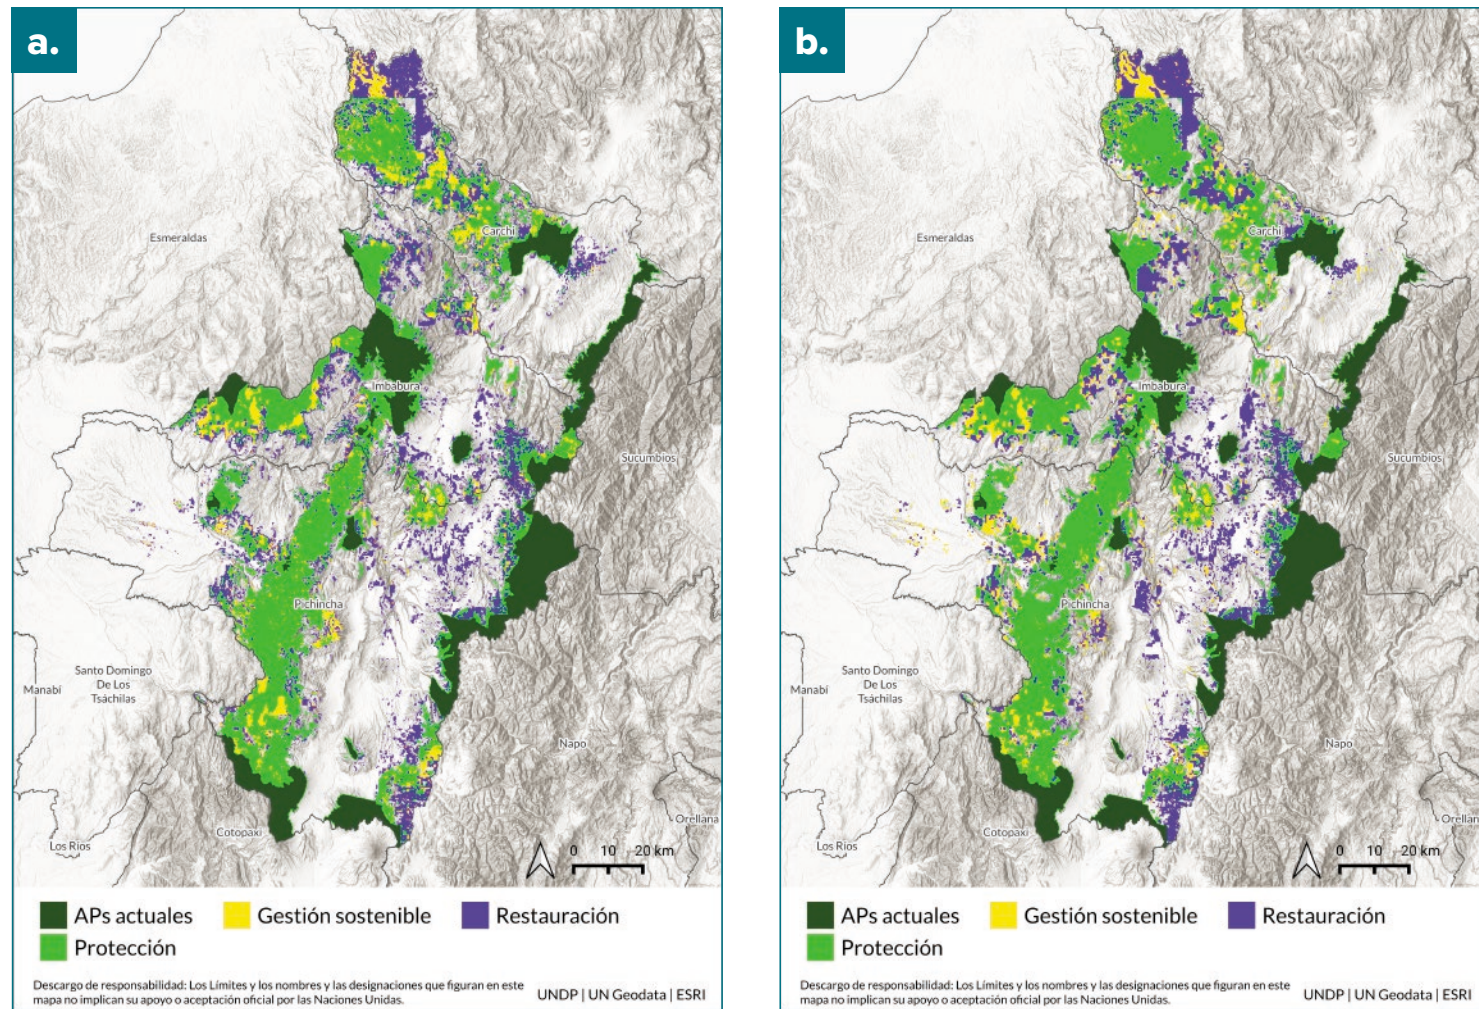 a.
Esmeraldas
Carchi
Imbabura
Sucumbíos
Pichincha
Santo Domingo
De Los
Tsáchilas
Manabí
Napo
Cotopaxi
Orellana
Los Ríos
0 10 20 km
APs actuales
Gestión sostenible
Restauración
Protección
Descargo de responsabilidad: Los Límites y los nombres y las designaciones que figuran en este
mapa no implican su apoyo o aceptación oficial por las Naciones Unidas.
UNDP | UN Geodata | ESRI
b.
Esmeraldas
Carchi
Imbabura
Sucumbíos
Pichincha
Santo Domingo
De Los
Tsáchilas
Manabí
Napo
Cotopaxi
Orellan
Los Ríos
0 10 20 km
APs actuales
Gestión sostenible
Restauración
Protección
Descargo de responsabilidad: Los Límites y los nombres y las designaciones que figuran en este
mapa no implican su apoyo o aceptación oficial por las Naciones Unidas.
UNDP | UN Geodata | ESRI